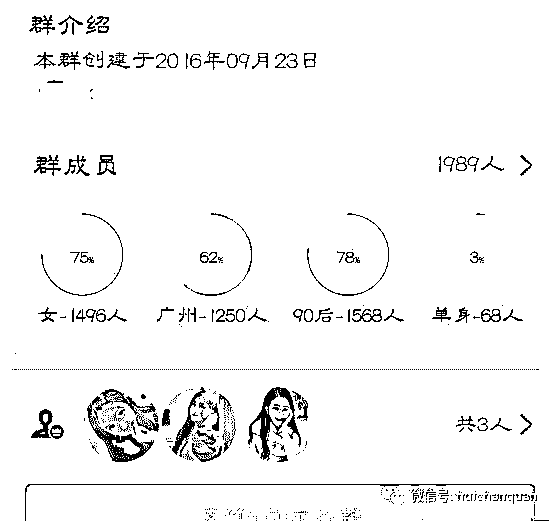 群介绍
本群创建于2016年09月23日
群成员
1989人
75% 62% 78% 3%
女-1496人 广州-1250人 90后-1568人 单身-68人
共3人
微信号: huichenquan